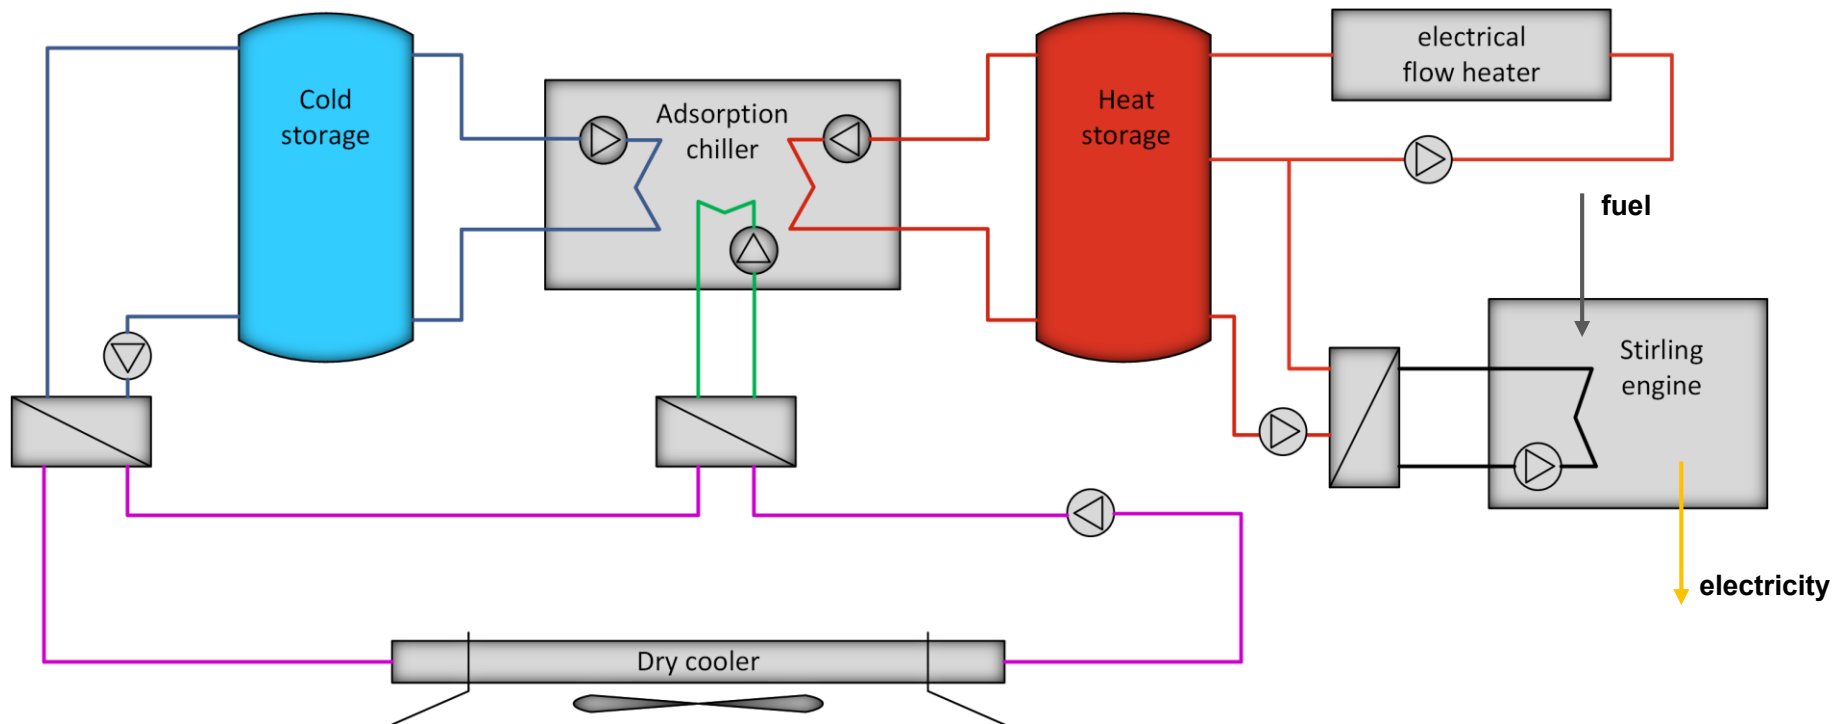 Cold
storage
Adsorption
chiller
Heat
storage
electrical
flow heater
fuel
Stirling
engine
electricity
Dry cooler